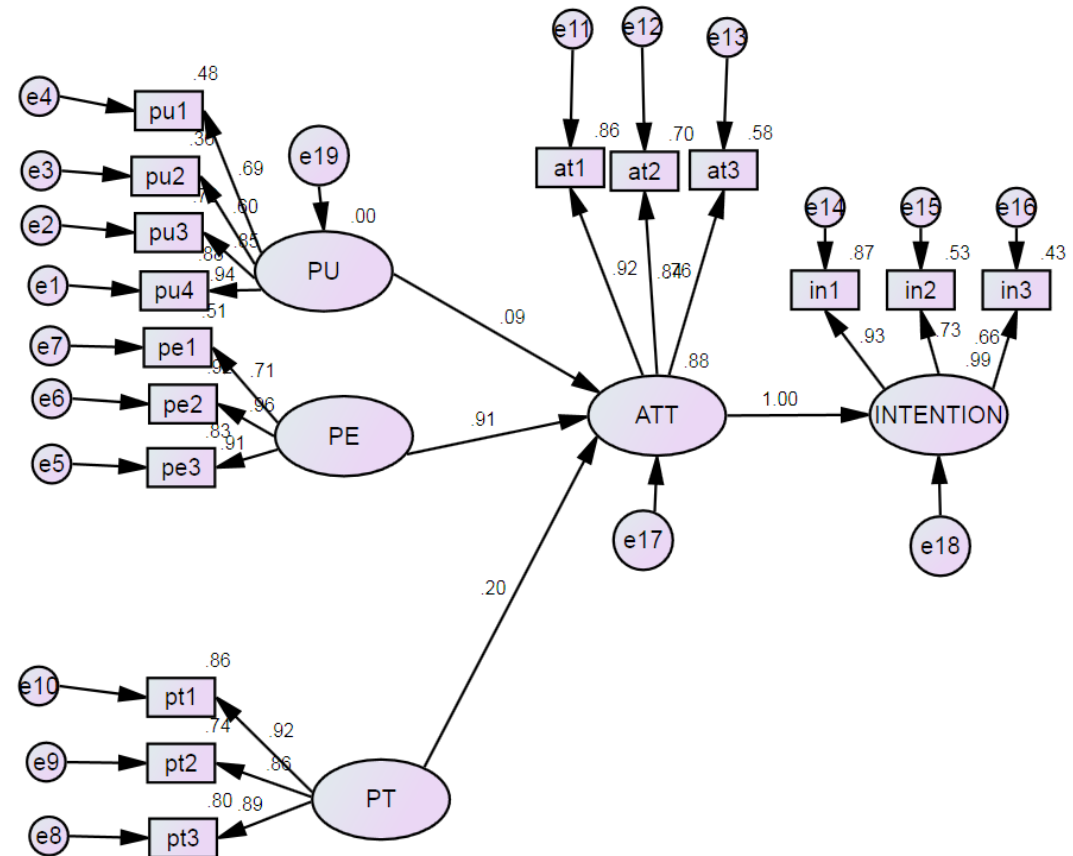 e11
e12
e13
.48
e4
pu1
.36
e3
pu2
.69
e19
.86
.70
.58
at1
at2
at3
.60
e2
pu3
.85
.00
e14
e15
e16
PU
.94
.92
.84
.76
.87
.53
.43
e1
pu4
.51
in1
in2
in3
.09
.93
.73
.66
e7
pe1
.71
.88
.99
e6
pe2
.96
ATT
1.00
INTENTION
.83
PE
.91
.91
e5
pe3
e17
e18
.20
.86
e10
pt1
.74
.92
e9
pt2
.86
PT
.80
.89
e8
pt3